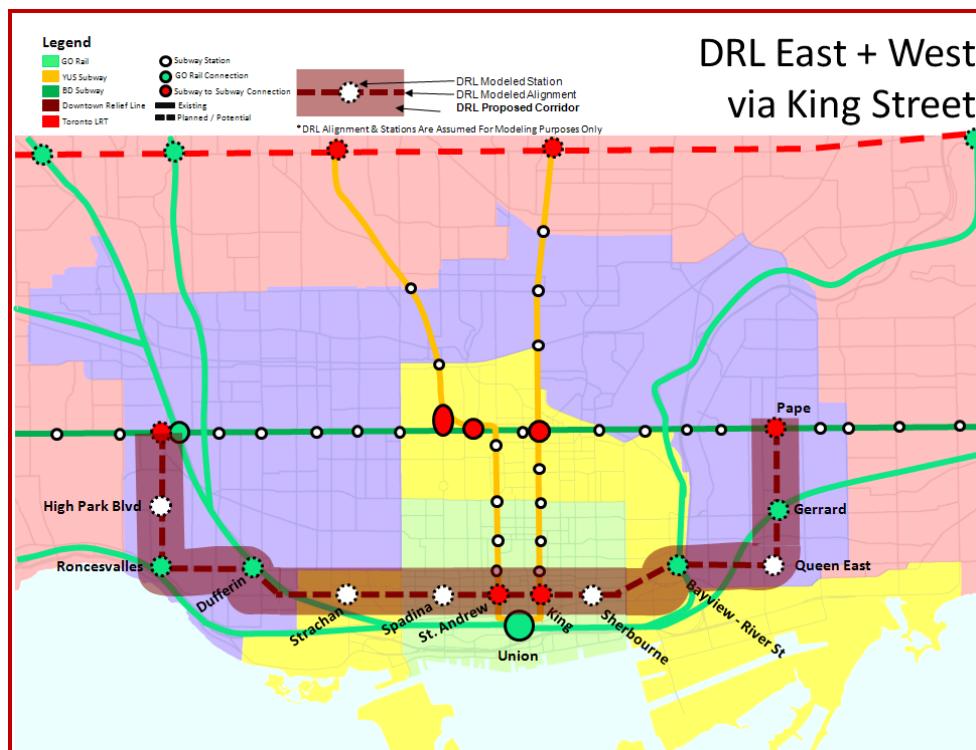 DRL East + West
via King Street
Legend
GO Rail
YUS Subway
BD Subway
Downtown Relief Line
Toronto LRT
Subway Station
GO Rail Connection
Subway to Subway Connection
Existing
Planned / Potential
DRL Modeled Station
DRL Modeled Alignment
DRL Proposed Corridor
*DRL Alignment & Stations Are Assumed For Modeling Purposes Only
Pape
High Park Blvd
Gerrard
Roncesvalles
Queen East
Dufferin
Strachan
Spadina
St. Andrew
King
Sherbourne
Bayview - River St
Union